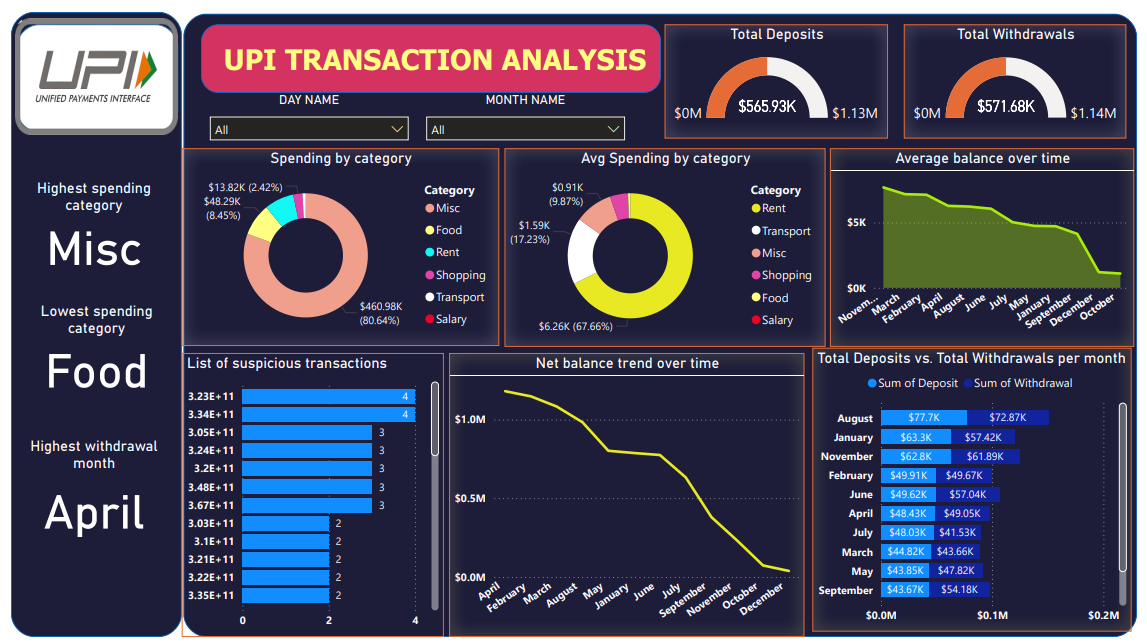 UPI
UNIFIED PAYMENTS INTERFACE
Highest spending
category
Misc
Lowest spending
category
Food
Highest withdrawal
month
April
UPI TRANSACTION ANALYSIS
DAY NAME
All
MONTH NAME
All
Total Deposits
$565.93K
$0M
$1.13M
Total Withdrawals
$571.68K
$0M
$1.14M
Spending by category
$13.82K (2.42%)
$48.29K
(8.45%)
$460.98K
(80.64%)
Category
Misc
Food
Rent
Shopping
Transport
Salary
Avg Spending by category
$0.91K
(9.87%)
$1.59K
(17.23%)
$6.26K (67.66%)
Category
Rent
Transport
Misc
Shopping
Food
Salary
Average balance over time
$5K
$0K
Novem...
March
February
April
August
June
July
May
January
September
December
October
List of suspicious transactions
3.23E+11 4
3.34E+11 4
3.05E+11 3
3.24E+11 3
3.2E+11 3
3.48E+11 3
3.67E+11 3
3.03E+11 2
3.1E+11 2
3.21E+11 2
3.22E+11 2
3.35E+11 2
0 2 4
Net balance trend over time
$1.0M
$0.5M
$0.0M
April
February
March
August
May
January
June
July
September
November
October
December
Total Deposits vs. Total Withdrawals per month
Sum of Deposit Sum of Withdrawal
August $77.7K $72.87K
January $63.3K $57.42K
November $62.8K $61.89K
February $49.91K $49.67K
June $49.62K $57.04K
April $48.43K $49.05K
July $48.03K $41.53K
March $44.82K $43.66K
May $43.85K $47.82K
September $43.67K $54.18K
$0.0M $0.1M $0.2M